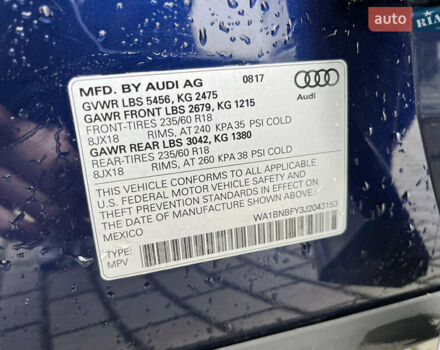 auto RIA
MFD. BY AUDI AG 0817
GVWR LBS 5456, KG 2475
GAWR FRONT LBS 2679, KG 1215
FRONT-TIRES 235/60 R18
8JX18 RIMS, AT 240 KPA 35 PSI COLD
GAWR REAR LBS 3042, KG 1380
REAR-TIRES 235/60 R18
8JX18 RIMS, AT 260 KPA 38 PSI COLD
Audi
THIS VEHICLE CONFORMS TO ALL APPLICABLE
U.S. FEDERAL MOTOR VEHICLE SAFETY AND
THEFT PREVENTION STANDARDS IN EFFECT ON THE
DATE OF MANUFACTURE SHOWN ABOVE.
MEXICO
WA1BNBFY3J2043153
TYPE:
MPV